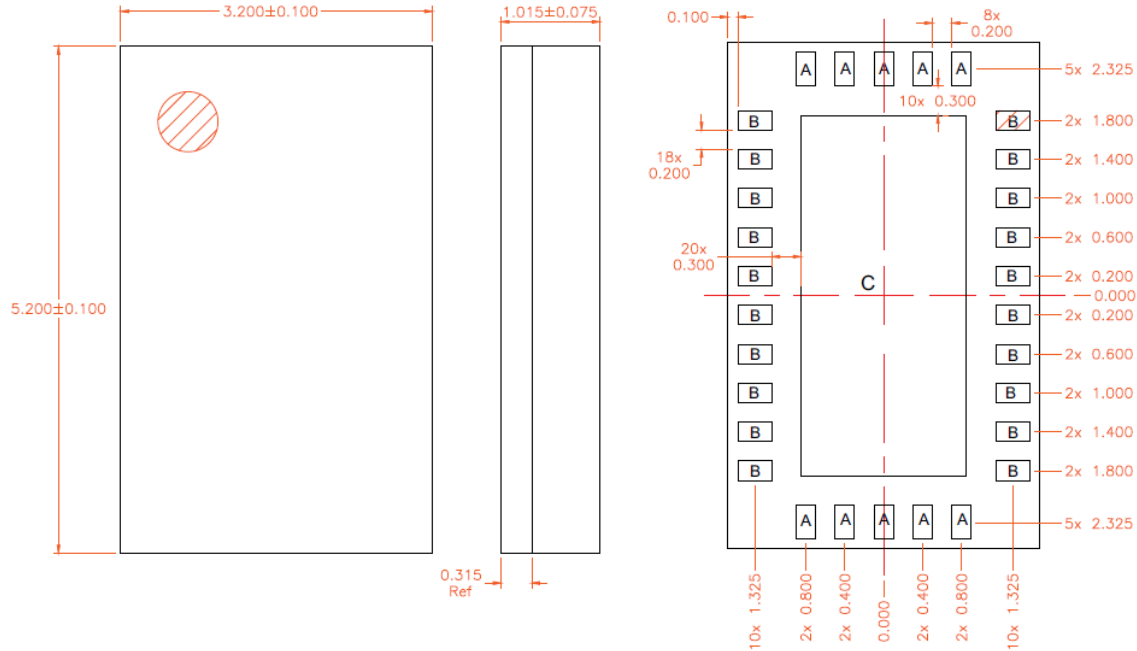 3.200±0.100
1.015±0.075
0.100
8x
0.200
A A A A A
5x 2.325
10x 0.300
B
B
2x 1.800
18x
0.200
B
B
2x 1.400
B
B
2x 1.000
B
B
2x 0.600
20x
0.300
B
B
2x 0.200
C
0.000
5.200±0.100
B
B
2x 0.200
B
B
2x 0.600
B
B
2x 1.000
B
B
2x 1.400
B
B
2x 1.800
A A A A A
5x 2.325
0.315
Ref
10x 1.325
2x 0.800
2x 0.400
0.000
2x 0.400
2x 0.800
10x 1.325